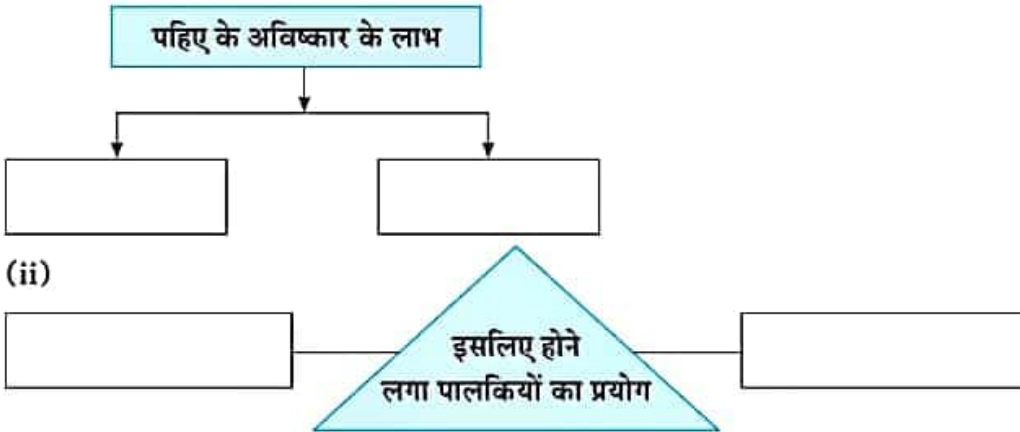 पहिए के अविष्कार के लाभ
(ii)
इसलिए होने
लगा पालकियों का प्रयोग